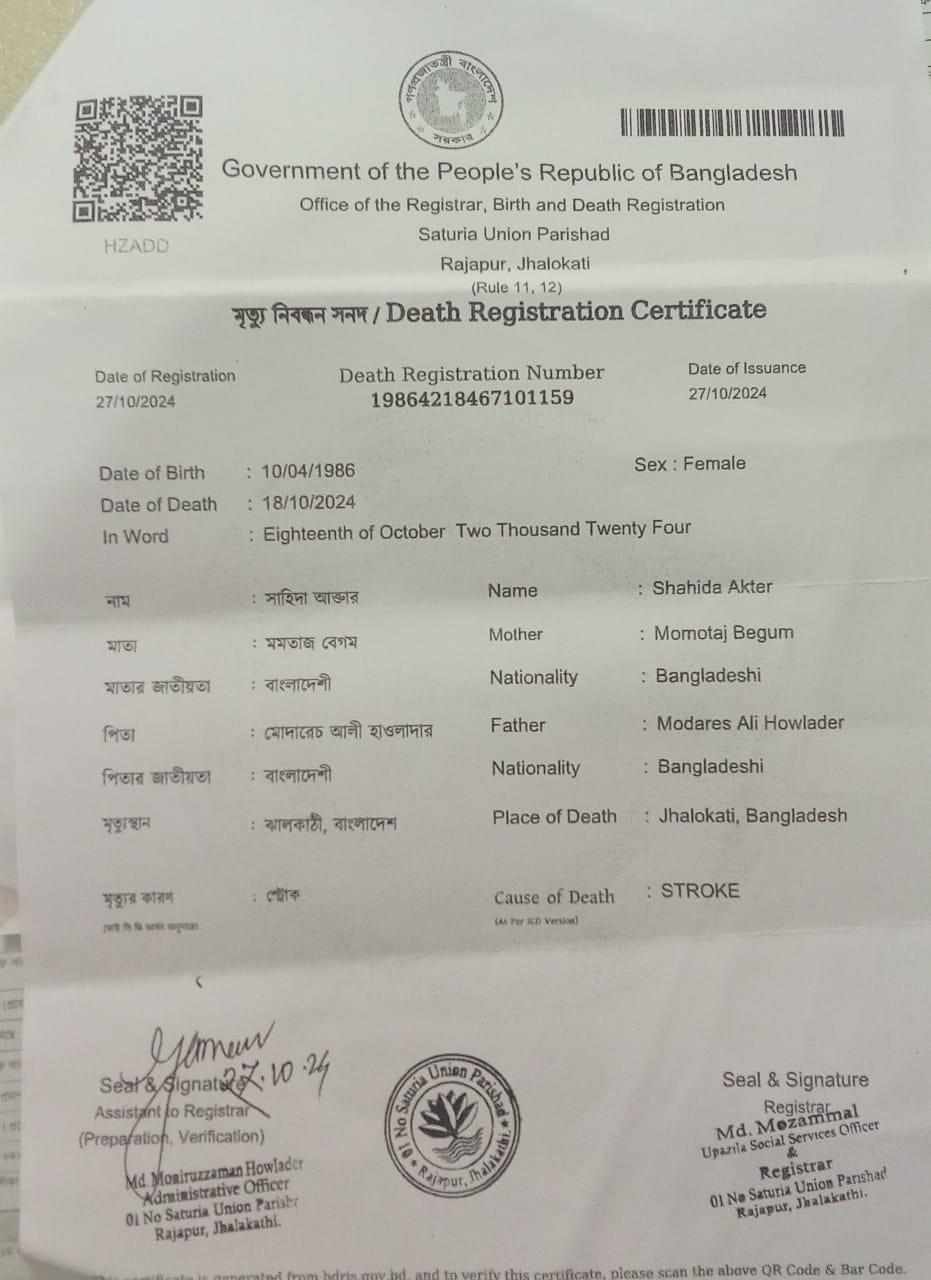 গণপ্রজাতন্ত্রী বাংলাদেশ
সরকার
HZADD
Government of the People's Republic of Bangladesh
Office of the Registrar, Birth and Death Registration
Saturia Union Parishad
Rajapur, Jhalokati
(Rule 11, 12)
মৃত্যু নিবন্ধন সনদ / Death Registration Certificate
Date of Registration Death Registration Number Date of Issuance
27/10/2024 19864218467101159 27/10/2024
Date of Birth : 10/04/1986 Sex : Female
Date of Death : 18/10/2024
In Word : Eighteenth of October Two Thousand Twenty Four
নাম : সাহিদা আক্তার Name : Shahida Akter
মাতা : মমতাজ বেগম Mother : Momotaj Begum
মাতার জাতীয়তা : বাংলাদেশী Nationality : Bangladeshi
পিতা : মোদারেচ আলী হাওলাদার Father : Modares Ali Howlader
পিতার জাতীয়তা : বাংলাদেশী Nationality : Bangladeshi
মৃত্যুস্থান : ঝালকাঠী, বাংলাদেশ Place of Death : Jhalokati, Bangladesh
মৃত্যুর কারণ : স্ট্রোক Cause of Death : STROKE
(As Per ICD Version)
27.10.24
Seal & Signature
Assistant to Registrar
(Preparation, Verification)
Md. Moniruzzaman Howlader
Administrative Officer
01 No Saturia Union Parishad
Rajapur, Jhalakathi.
01 No Saturia Union Parishad
Rajapur, Jhalakathi.
Seal & Signature
Registrar
Md. Mozammal
Upazila Social Services Officer
&
Registrar
01 No Saturia Union Parishad
Rajapur, Jhalakathi.
This certificate is generated from bdris.gov.bd, and to verify this certificate, please scan the above QR Code & Bar Code.